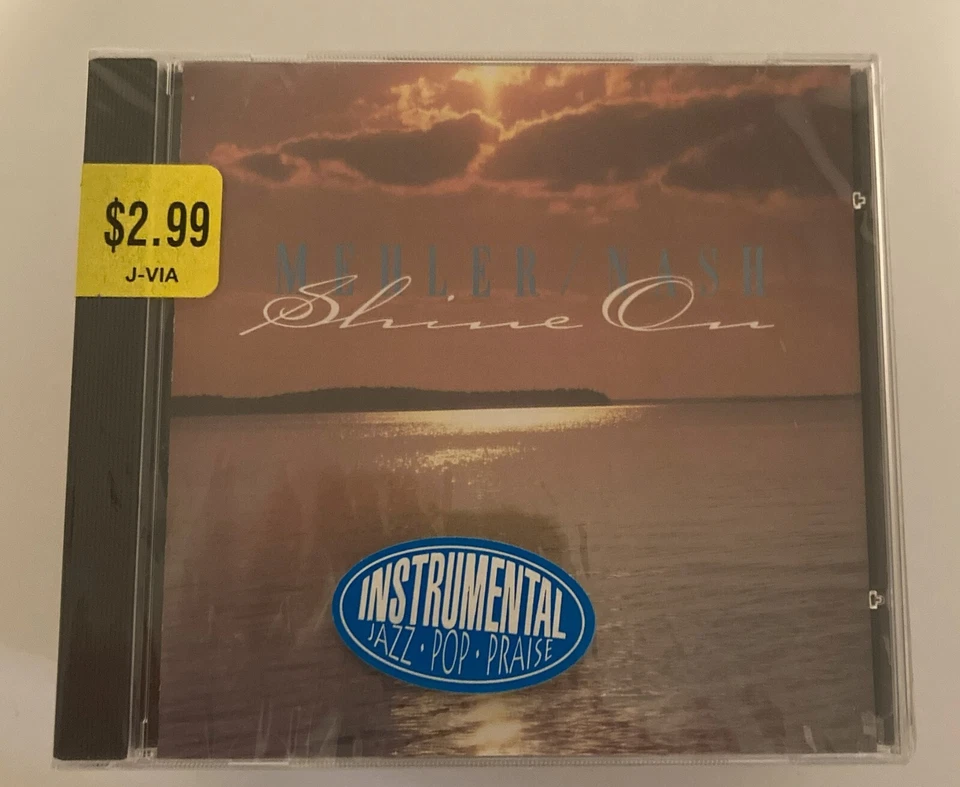 $2.99
J-VIA
MEHLER / NASH
Shine On
INSTRUMENTAL
JAZZ · POP · PRAISE